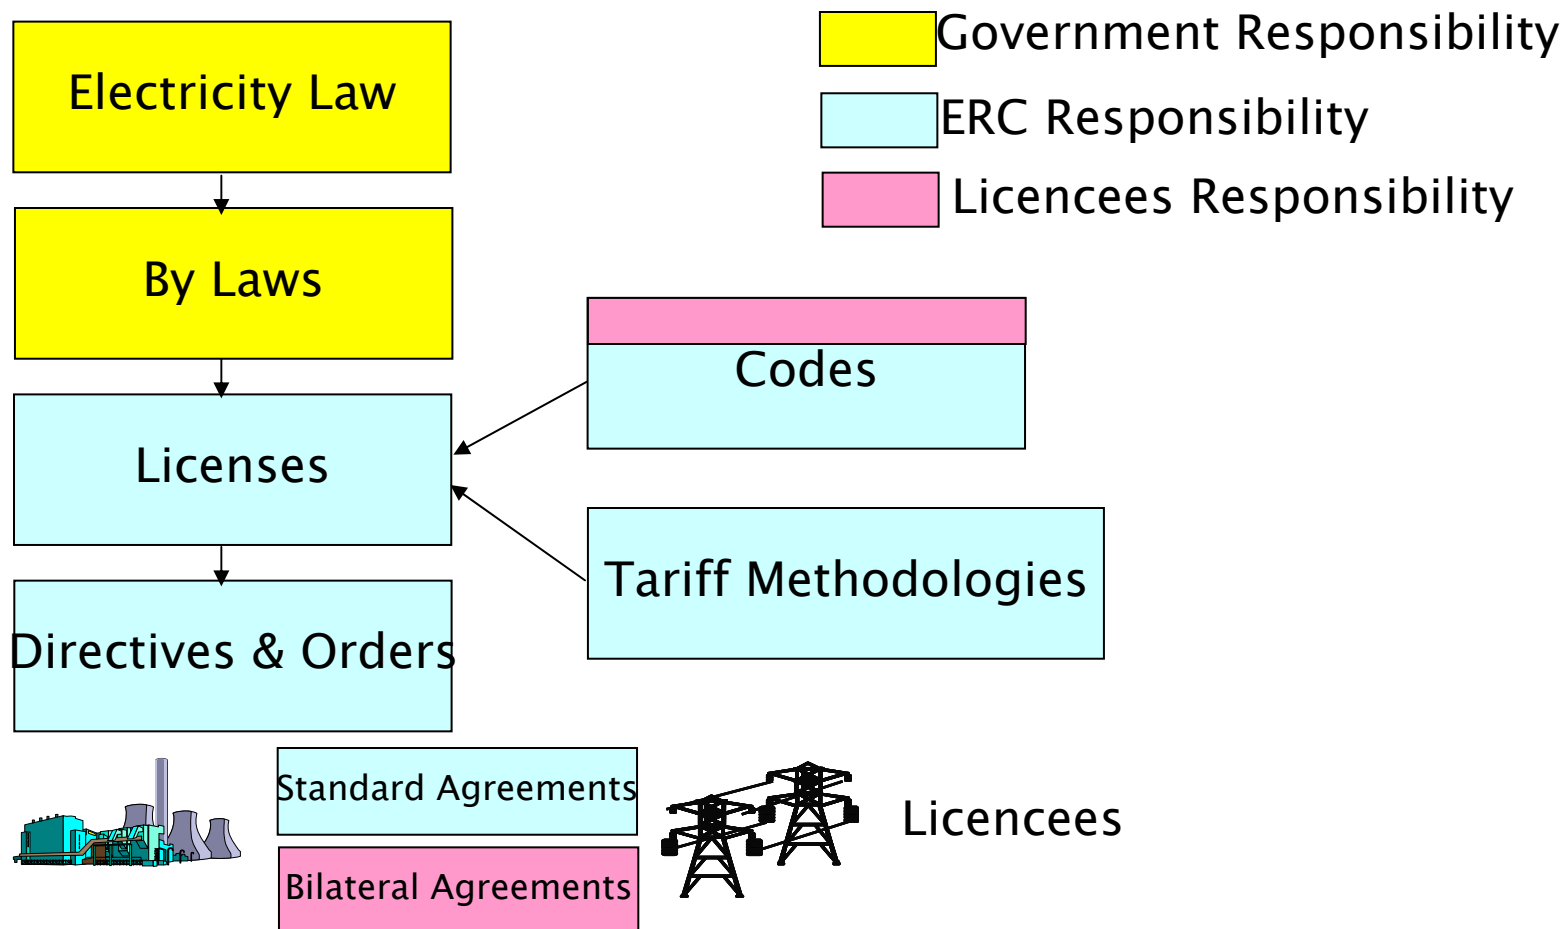 Electricity Law
By Laws
Licenses
Directives & Orders
Government Responsibility
ERC Responsibility
Licencees Responsibility
Codes
Tariff Methodologies
Standard Agreements
Bilateral Agreements
Licencees